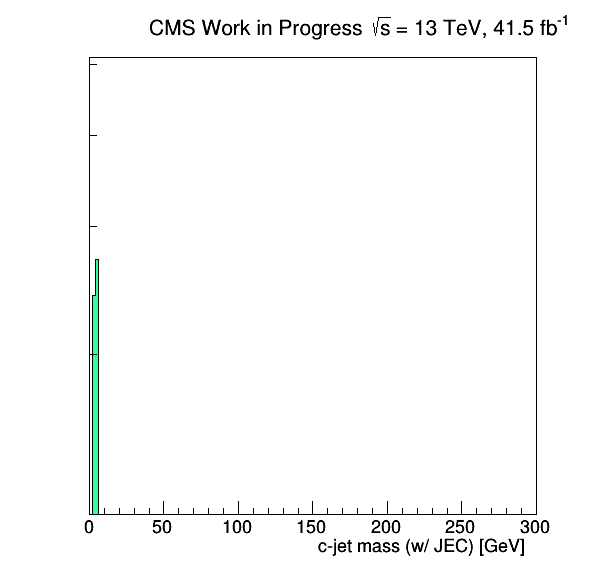 CMS Work in Progress √s = 13 TeV, 41.5 fb⁻¹
0 50 100 150 200 250 300
c-jet mass (w/ JEC) [GeV]